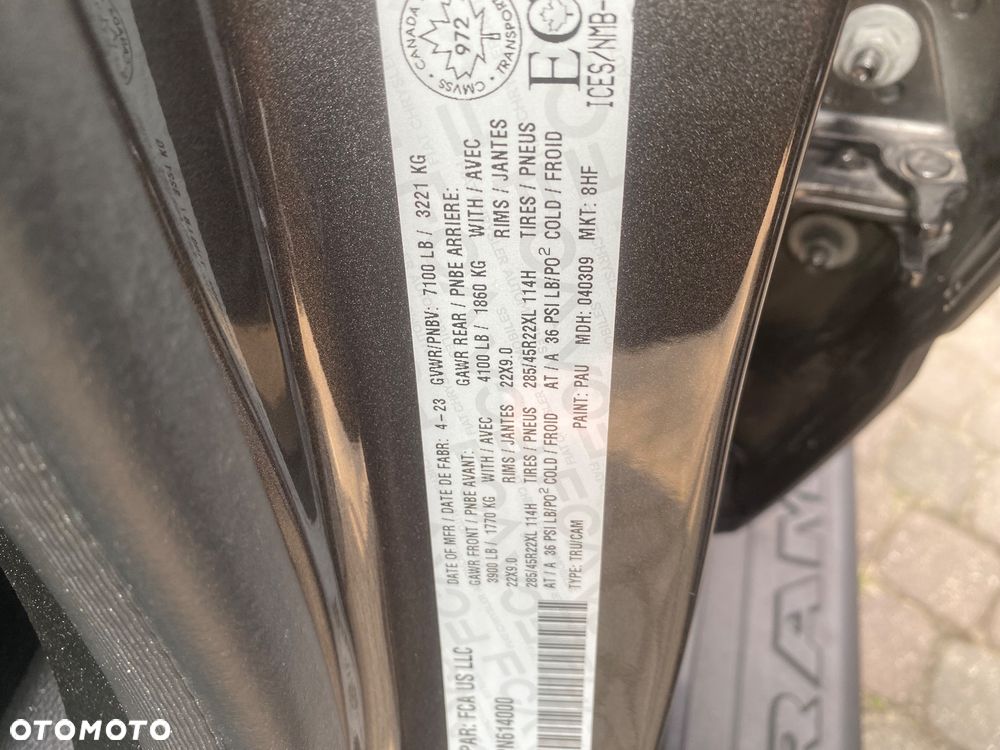 CMVSS • CANADA
TRANSPORT
972
EC
ICES/NMB-
PAR: FCA US LLC
DATE OF MFR / DATE DE FABR: 4-23 GVWR/PNBV: 7100 LB / 3221 KG
GAWR FRONT / PNBE AVANT: GAWR REAR / PNBE ARRIERE:
3900 LB / 1770 KG WITH / AVEC 4100 LB / 1860 KG WITH / AVEC
22X9.0 RIMS / JANTES 22X9.0 RIMS / JANTES
285/45R22XL 114H TIRES / PNEUS 285/45R22XL 114H TIRES / PNEUS
AT / A 36 PSI LB/PO² COLD / FROID AT / A 36 PSI LB/PO² COLD / FROID
N614000 TYPE: TRU/CAM PAINT: PAU MDH: 040309 MKT: 8HF
RAM
OTOMOTO